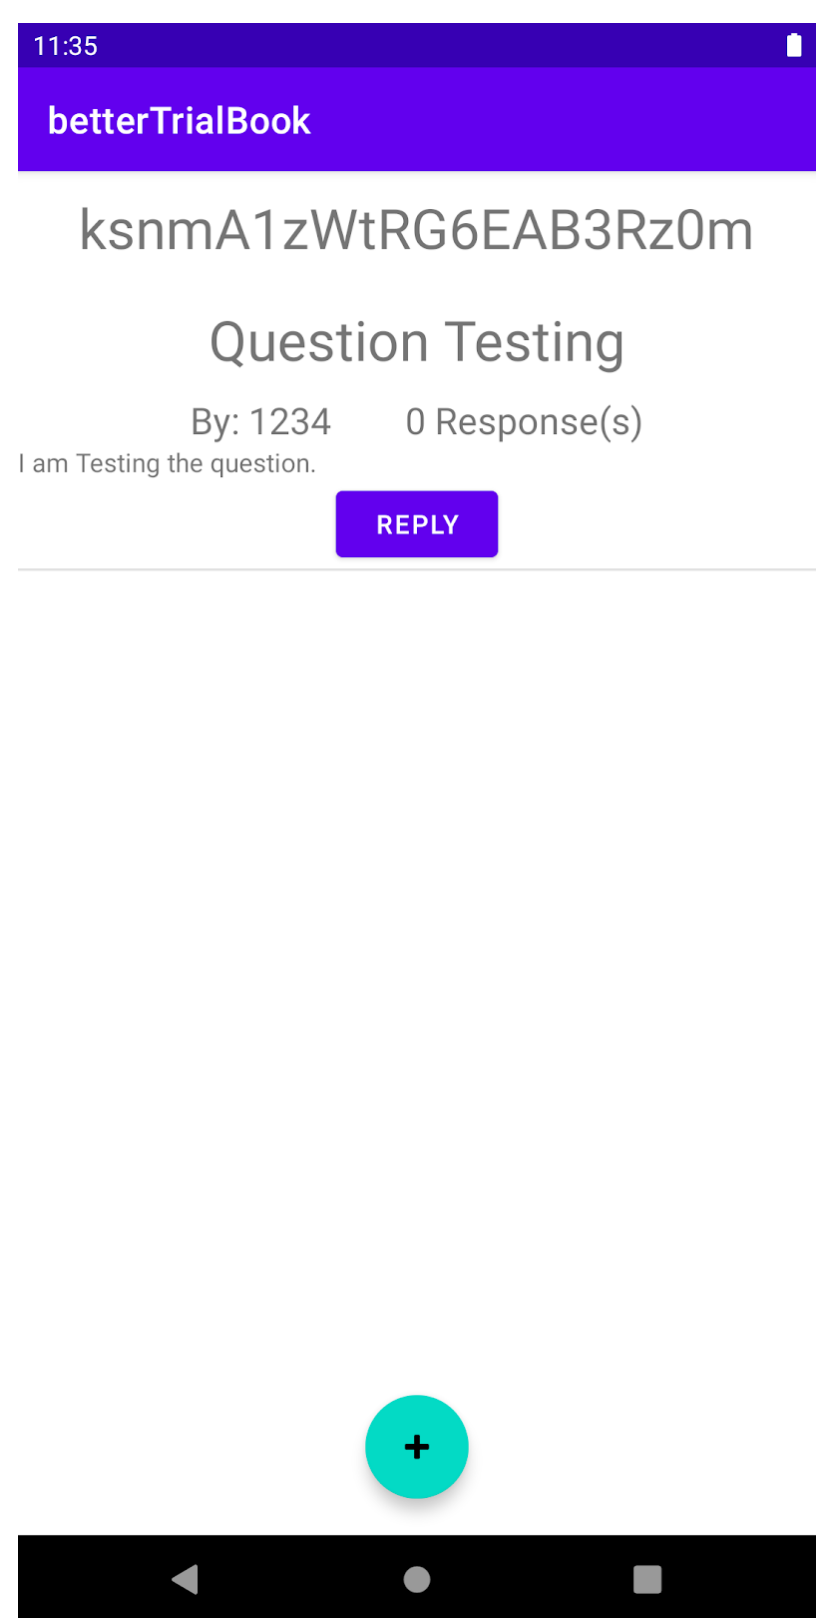 11:35
betterTrialBook
ksnmA1zWtRG6EAB3Rz0m
Question Testing
By: 1234 0 Response(s)
I am Testing the question.
REPLY
+